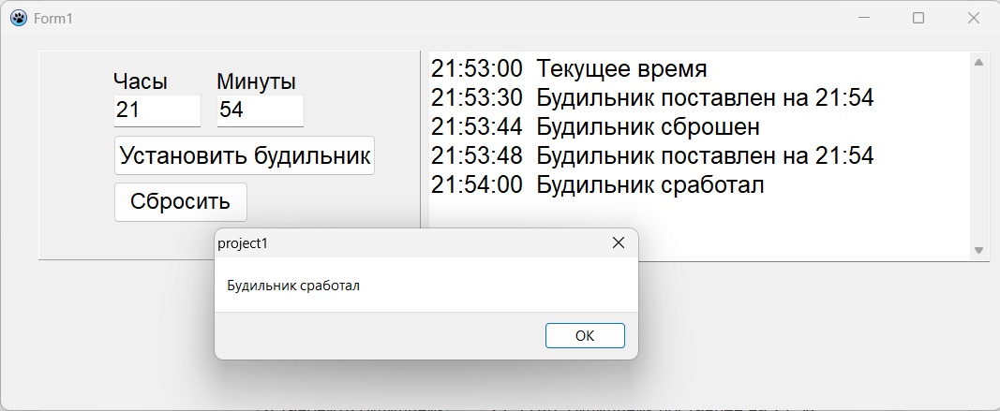 Form1
Часы Минуты
21 54
Установить будильник
Сбросить
21:53:00 Текущее время
21:53:30 Будильник поставлен на 21:54
21:53:44 Будильник сброшен
21:53:48 Будильник поставлен на 21:54
21:54:00 Будильник сработал
project1
Будильник сработал
OK